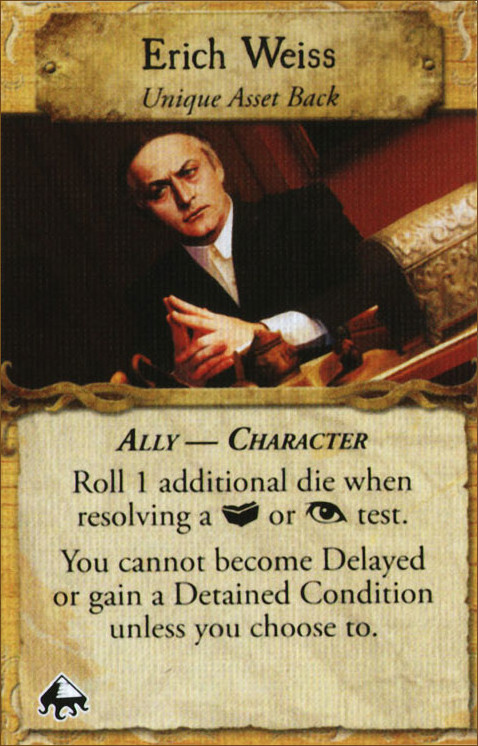 Erich Weiss
Unique Asset Back
Ally — Character
Roll 1 additional die when
resolving a or test.
You cannot become Delayed
or gain a Detained Condition
unless you choose to.